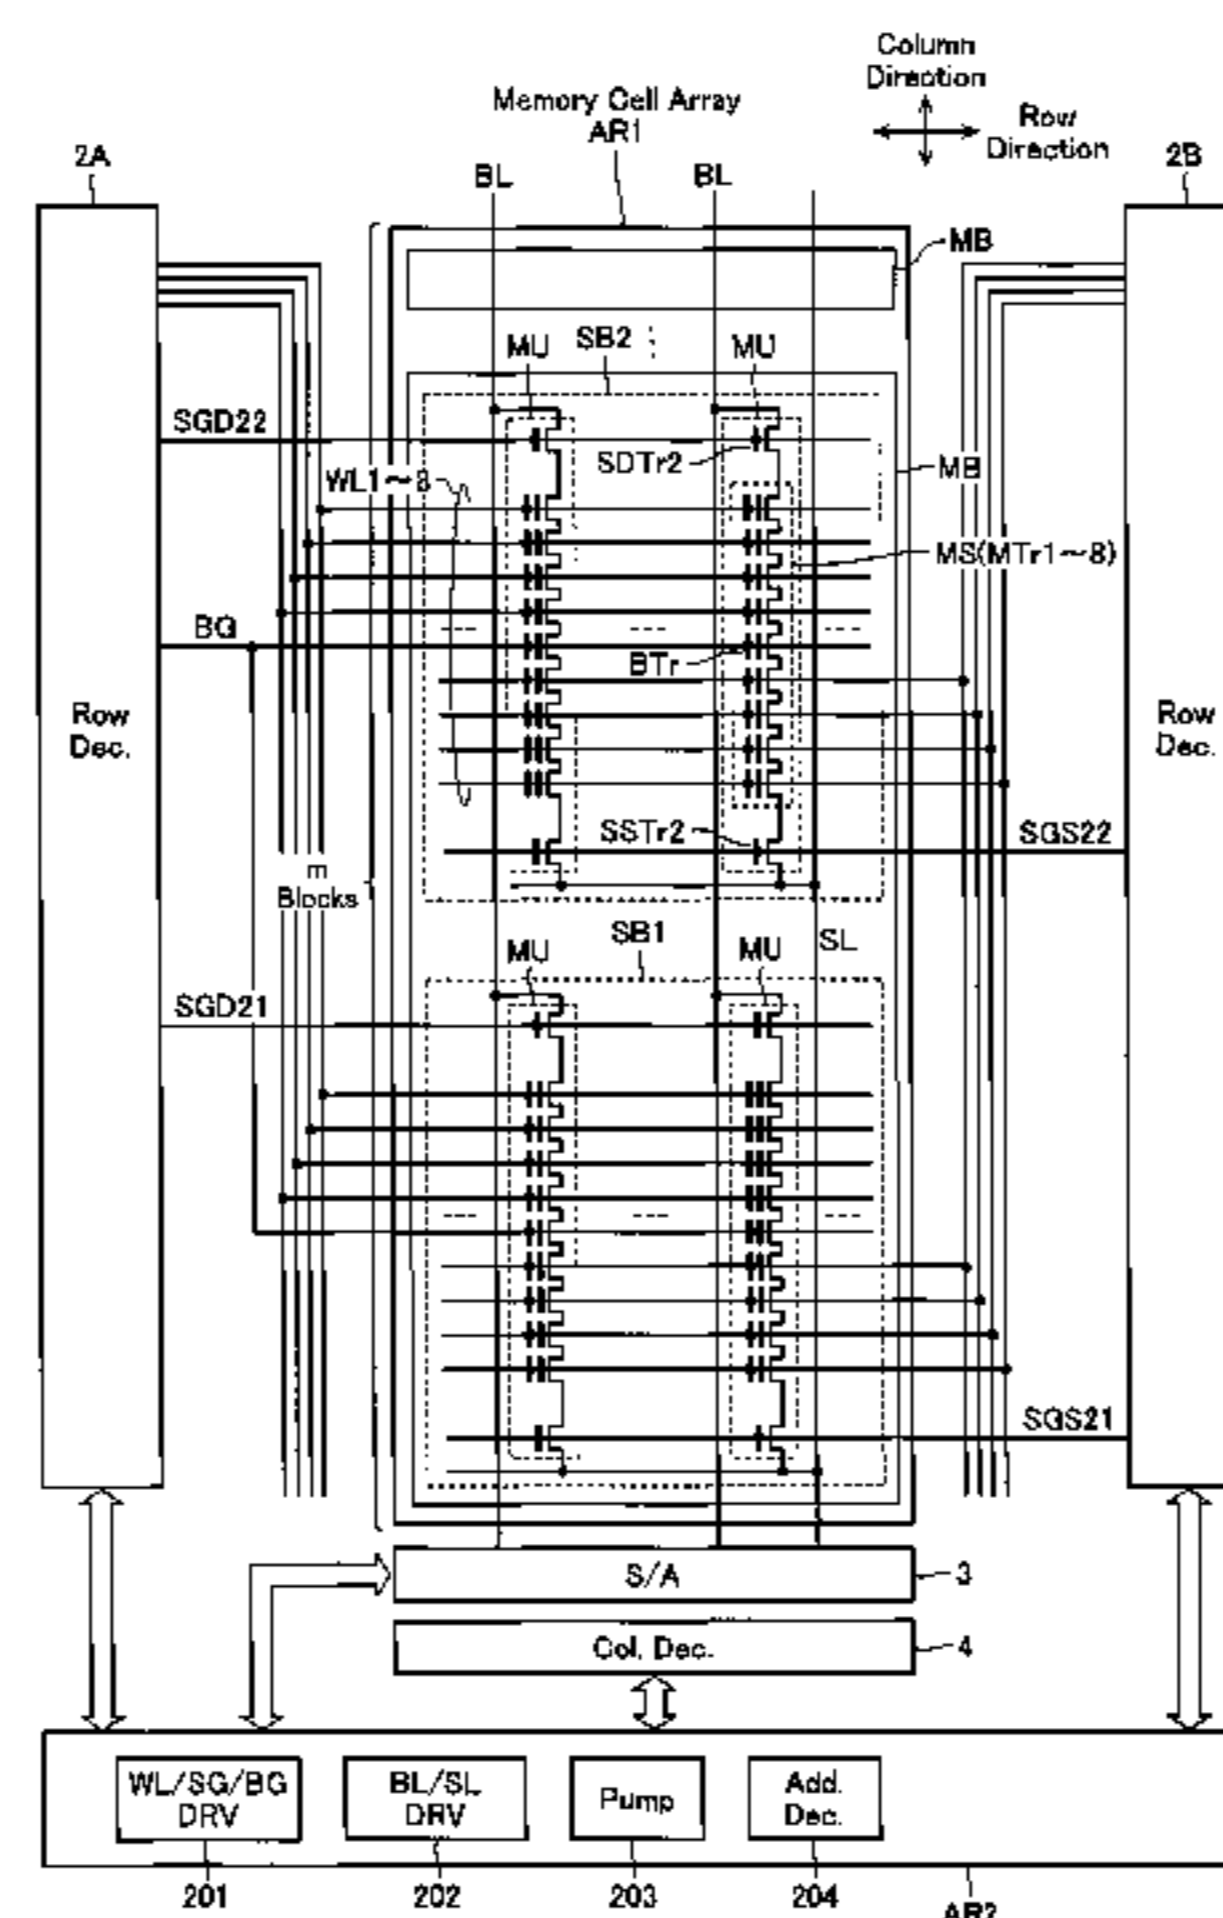 Column
Direction
Row
Direction
Memory Cell Array
AR1
2A
BL
BL
2B
MB
MU
SB2
MU
SGD22
SDTr2
WL1~8
MB
MS(MTr1~8)
BG
BTr
Row
Dec.
Row
Dec.
SSTr2
SGS22
m
Blocks
MU
SB1
MU
SL
SGD21
SGS21
S/A
3
Col. Dec.
4
WL/SG/BG
DRV
BL/SL
DRV
Pump
Add.
Dec.
201
202
203
204
AR2